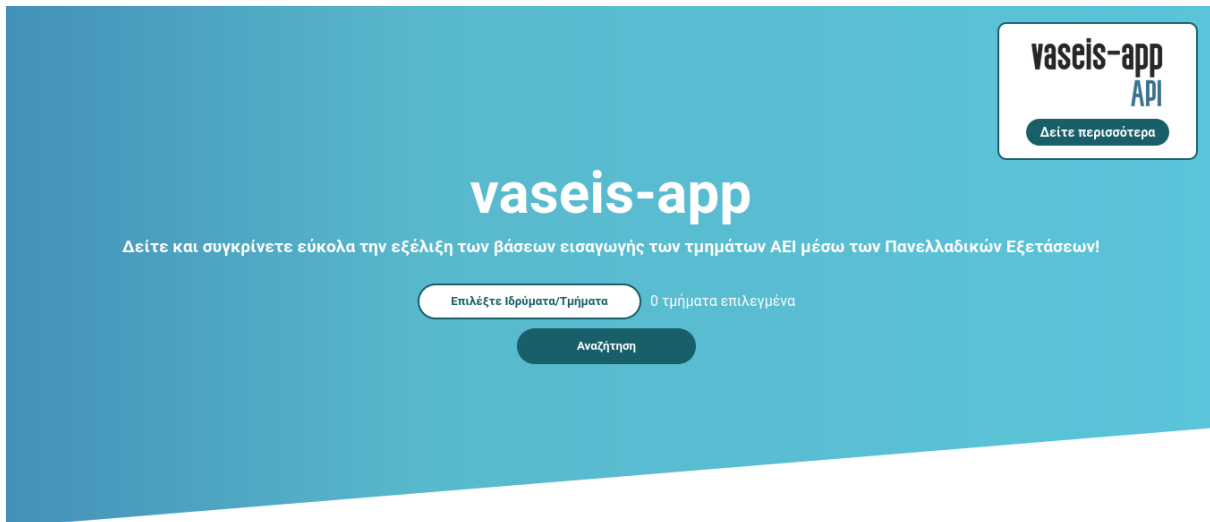 vaseis-app
API
Δείτε περισσότερα
vaseis-app
Δείτε και συγκρίνετε εύκολα την εξέλιξη των βάσεων εισαγωγής των τμημάτων ΑΕΙ μέσω των Πανελλαδικών Εξετάσεων!
Επιλέξτε Ιδρύματα/Τμήματα 0 τμήματα επιλεγμένα
Αναζήτηση